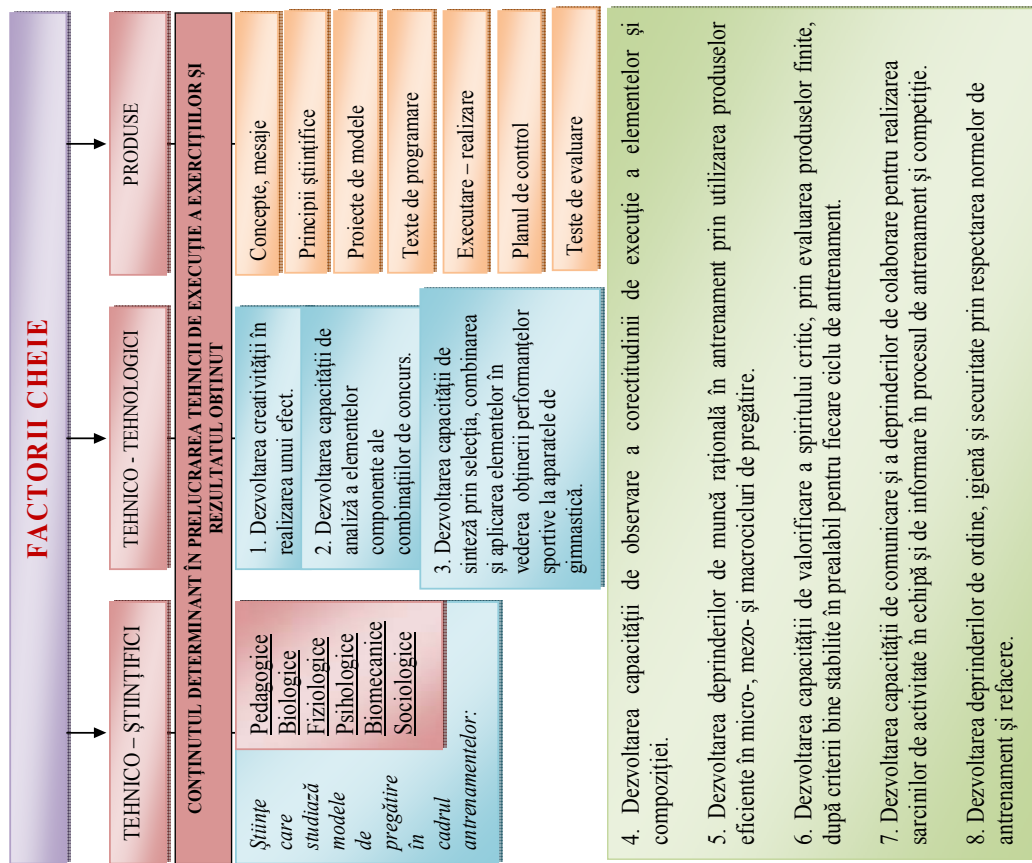 FACTORII CHEIE
TEHNICO – ȘTIINȚIFICI
TEHNICO - TEHNOLOGICI
PRODUSE
CONȚINUTUL DETERMINANT ÎN PRELUCRAREA TEHNICII DE EXECUȚIE A EXERCIȚIILOR ȘI
REZULTATUL OBȚINUT
Științe
care
studiază
modele
de
pregătire
în
cadrul
antrenamentelor:
Pedagogice
Biologice
Fiziologice
Psihologice
Biomecanice
Sociologice
1. Dezvoltarea creativității în
realizarea unui efect.
2. Dezvoltarea capacității de
analiză a elementelor
componente ale
combinațiilor de concurs.
3. Dezvoltarea capacității de
sinteză prin selecția, combinarea
și aplicarea elementelor în
vederea obținerii performanțelor
sportive la aparatele de
gimnastică.
Concepte, mesaje
Principii științifice
Proiecte de modele
Texte de programare
Executare – realizare
Planul de control
Teste de evaluare
4. Dezvoltarea capacității de observare a corectitudinii de execuție a elementelor și
compoziției.
5. Dezvoltarea deprinderilor de muncă rațională în antrenament prin utilizarea produselor
eficiente în micro-, mezo- și macrocicluri de pregătire.
6. Dezvoltarea capacității de valorificare a spiritului critic, prin evaluarea produselor finite,
după criterii bine stabilite în prealabil pentru fiecare ciclu de antrenament.
7. Dezvoltarea capacității de comunicare și a deprinderilor de colaborare pentru realizarea
sarcinilor de activitate în echipă și de informare în procesul de antrenament și competiție.
8. Dezvoltarea deprinderilor de ordine, igienă și securitate prin respectarea normelor de
antrenament și refacere.